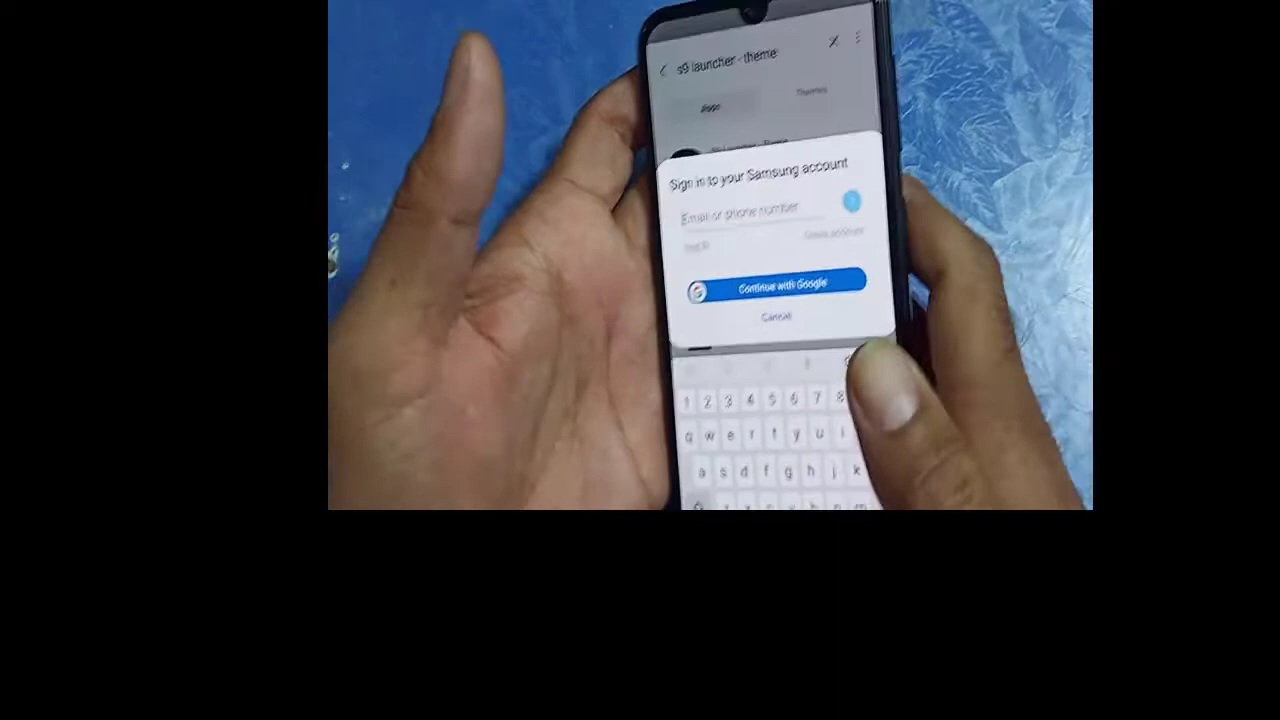 s9 launcher - theme
Apps
Themes
Sign in to your Samsung account
Email or phone number
Create account
Continue with Google
Cancel
1 2 3 4 5 6 7 8
q w e r t y u i
a s d f g h j k